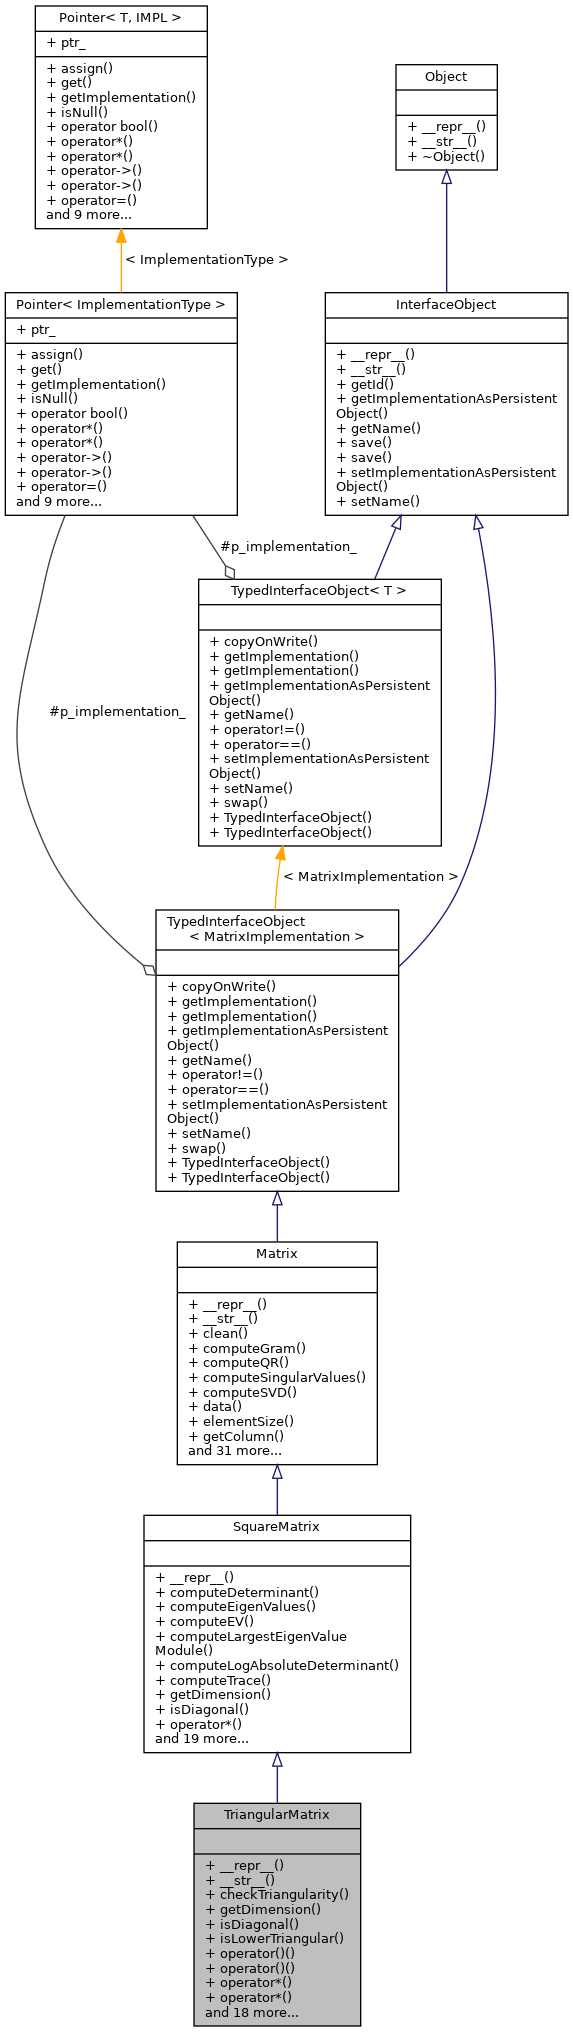 Pointer< T, IMPL >
+ ptr_
+ assign()
+ get()
+ getImplementation()
+ isNull()
+ operator bool()
+ operator*()
+ operator*()
+ operator->()
+ operator->()
+ operator=()
and 9 more...
Object
+ __repr__()
+ __str__()
+ ~Object()
< ImplementationType >
Pointer< ImplementationType >
+ ptr_
+ assign()
+ get()
+ getImplementation()
+ isNull()
+ operator bool()
+ operator*()
+ operator*()
+ operator->()
+ operator->()
+ operator=()
and 9 more...
InterfaceObject
+ __repr__()
+ __str__()
+ getId()
+ getImplementationAsPersistent
Object()
+ getName()
+ save()
+ save()
+ setImplementationAsPersistent
Object()
+ setName()
#p_implementation_
TypedInterfaceObject< T >
+ copyOnWrite()
+ getImplementation()
+ getImplementation()
+ getImplementationAsPersistent
Object()
+ getName()
+ operator!=()
+ operator==()
+ setImplementationAsPersistent
Object()
+ setName()
+ swap()
+ TypedInterfaceObject()
+ TypedInterfaceObject()
#p_implementation_
< MatrixImplementation >
TypedInterfaceObject
< MatrixImplementation >
+ copyOnWrite()
+ getImplementation()
+ getImplementation()
+ getImplementationAsPersistent
Object()
+ getName()
+ operator!=()
+ operator==()
+ setImplementationAsPersistent
Object()
+ setName()
+ swap()
+ TypedInterfaceObject()
+ TypedInterfaceObject()
Matrix
+ __repr__()
+ __str__()
+ clean()
+ computeGram()
+ computeQR()
+ computeSingularValues()
+ computeSVD()
+ data()
+ elementSize()
+ getColumn()
and 31 more...
SquareMatrix
+ __repr__()
+ computeDeterminant()
+ computeEigenValues()
+ computeEV()
+ computeLargestEigenValue
Module()
+ computeLogAbsoluteDeterminant()
+ computeTrace()
+ getDimension()
+ isDiagonal()
+ operator*()
and 19 more...
TriangularMatrix
+ __repr__()
+ __str__()
+ checkTriangularity()
+ getDimension()
+ isDiagonal()
+ isLowerTriangular()
+ operator()()
+ operator()()
+ operator*()
+ operator*()
and 18 more...